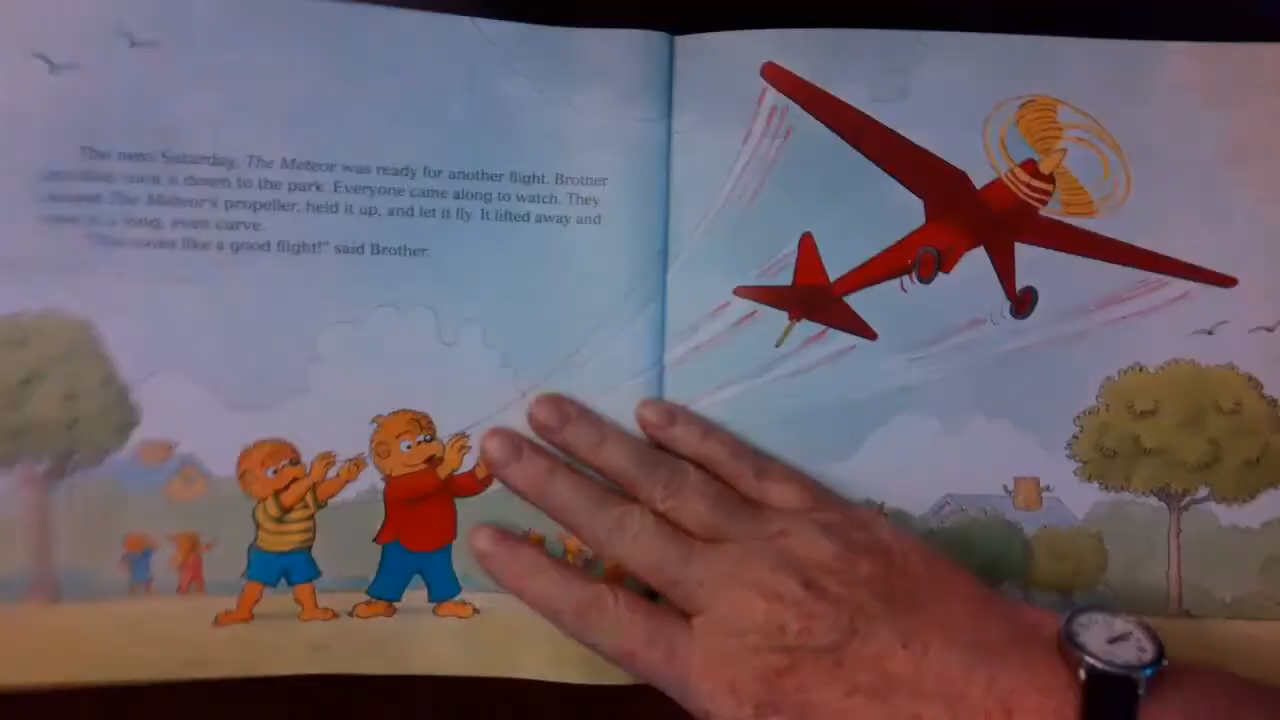 The next Saturday, The Meteor was ready for another flight. Brother
it down to the park. Everyone came along to watch. They
The Meteor's propeller, held it up, and let it fly. It lifted away and
long, even curve.
like a good flight!" said Brother.